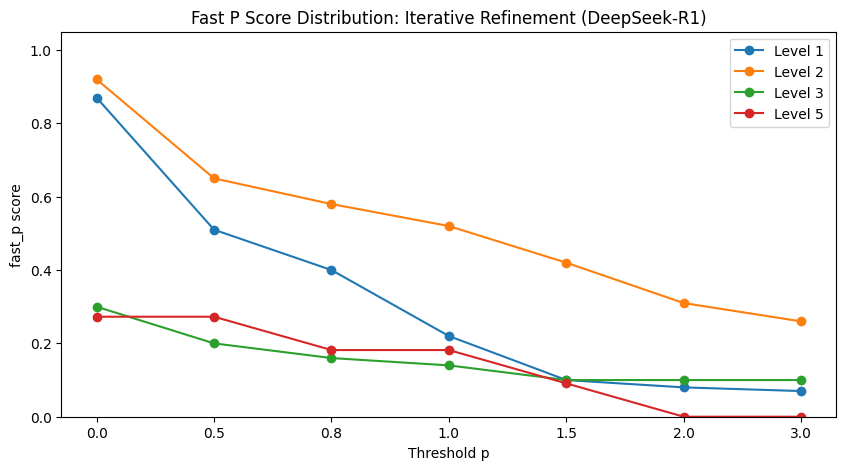 Fast P Score Distribution: Iterative Refinement (DeepSeek-R1)
Level 1
Level 2
Level 3
Level 5
fast_p score
1.0
0.8
0.6
0.4
0.2
0.0
0.0 0.5 0.8 1.0 1.5 2.0 3.0
Threshold p